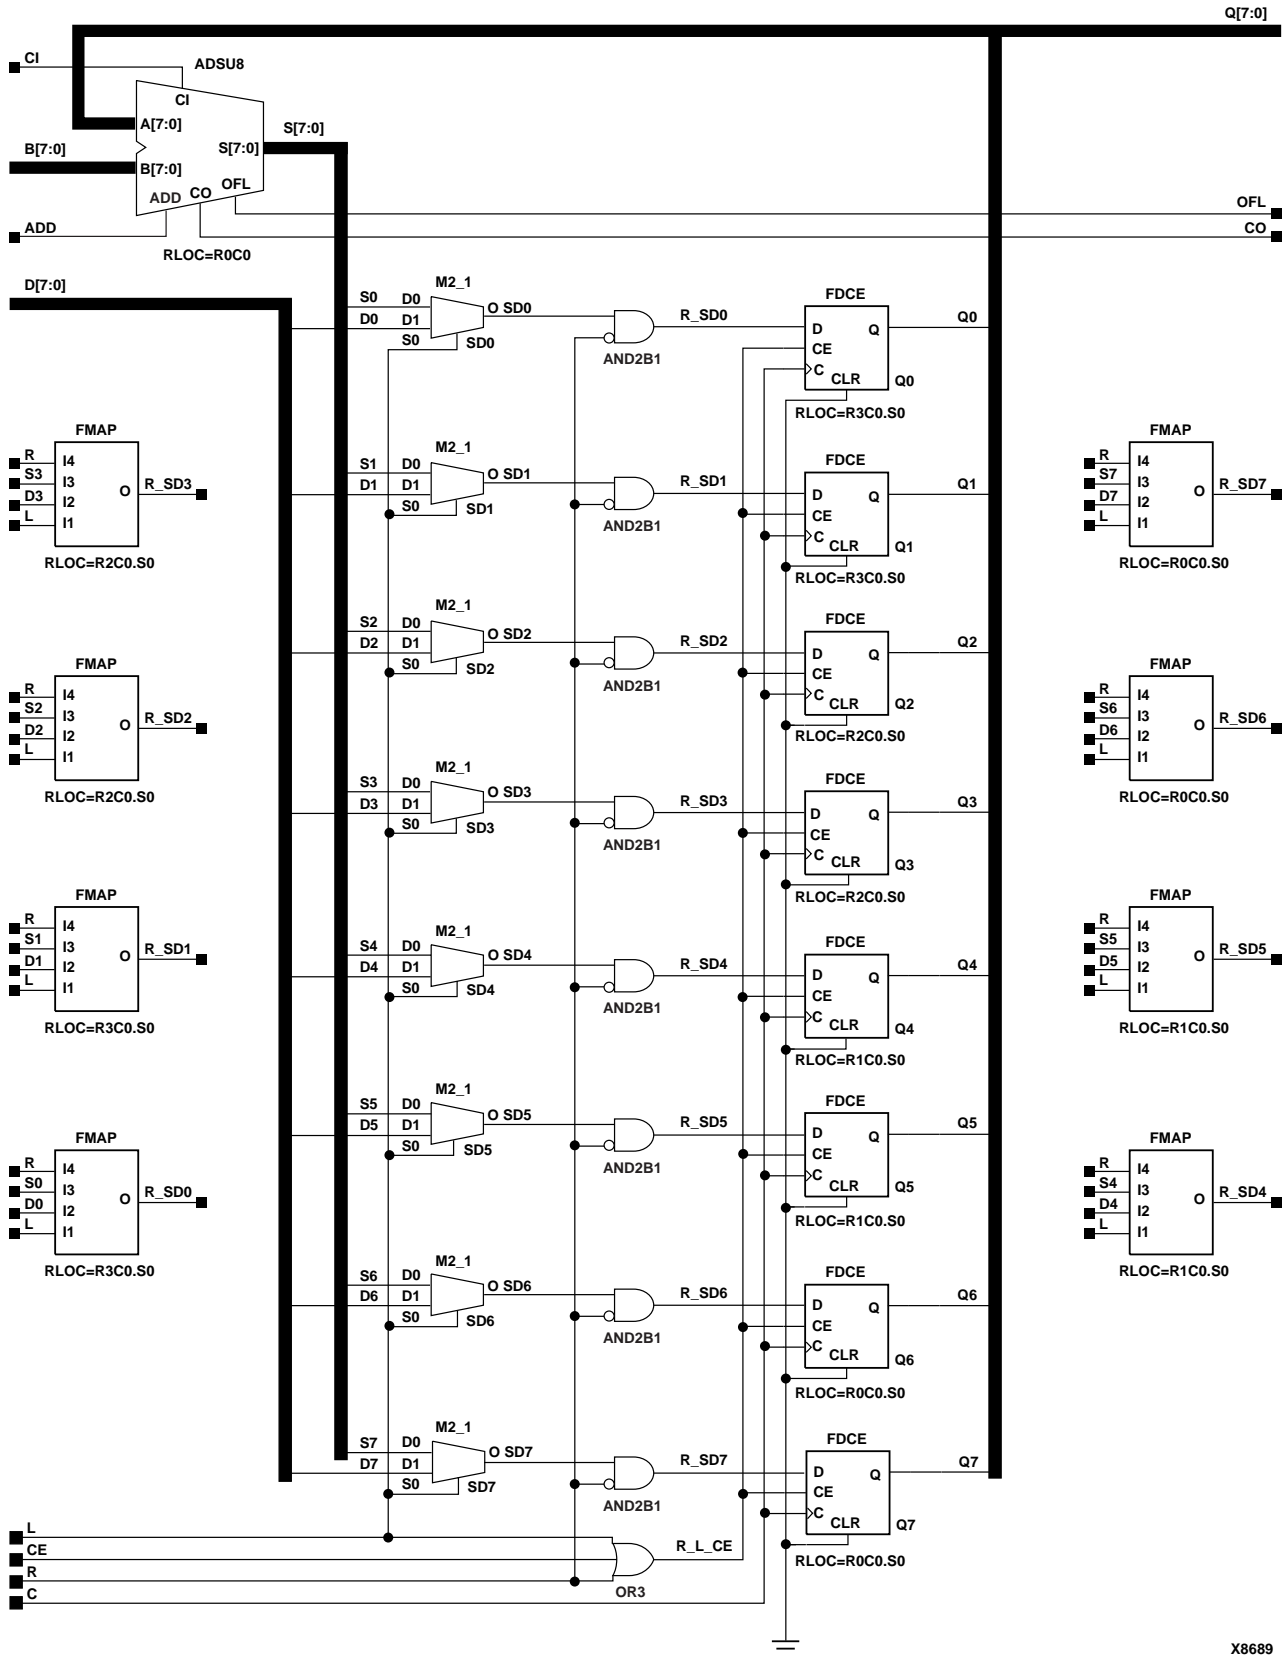 Q[7:0]
CI
ADSU8
CI
A[7:0]
S[7:0]
B[7:0]
S[7:0]
B[7:0]
ADD CO OFL
OFL
ADD
CO
RLOC=R0C0
D[7:0]
M2_1
FDCE
S0 D0
O SD0
R_SD0
D Q
Q0
D0 D1
CE
S0
SD0
AND2B1
C
CLR
Q0
RLOC=R3C0.S0
FMAP
R I4
S3 I3
D3 I2
L I1
O
R_SD3
RLOC=R2C0.S0
M2_1
FDCE
S1 D0
O SD1
R_SD1
D Q
Q1
D1 D1
CE
S0
SD1
AND2B1
C
CLR
Q1
RLOC=R3C0.S0
FMAP
R I4
S7 I3
D7 I2
L I1
O
R_SD7
RLOC=R0C0.S0
M2_1
FDCE
S2 D0
O SD2
R_SD2
D Q
Q2
D2 D1
CE
S0
SD2
AND2B1
C
CLR
Q2
RLOC=R2C0.S0
FMAP
R I4
S2 I3
D2 I2
L I1
O
R_SD2
RLOC=R2C0.S0
FMAP
R I4
S6 I3
D6 I2
L I1
O
R_SD6
RLOC=R0C0.S0
M2_1
FDCE
S3 D0
O SD3
R_SD3
D Q
Q3
D3 D1
CE
S0
SD3
AND2B1
C
CLR
Q3
RLOC=R2C0.S0
FMAP
R I4
S1 I3
D1 I2
L I1
O
R_SD1
RLOC=R3C0.S0
M2_1
FDCE
S4 D0
O SD4
R_SD4
D Q
Q4
D4 D1
CE
S0
SD4
AND2B1
C
CLR
Q4
RLOC=R1C0.S0
FMAP
R I4
S5 I3
D5 I2
L I1
O
R_SD5
RLOC=R1C0.S0
M2_1
FDCE
S5 D0
O SD5
R_SD5
D Q
Q5
D5 D1
CE
S0
SD5
AND2B1
C
CLR
Q5
RLOC=R1C0.S0
FMAP
R I4
S0 I3
D0 I2
L I1
O
R_SD0
RLOC=R3C0.S0
FMAP
R I4
S4 I3
D4 I2
L I1
O
R_SD4
RLOC=R1C0.S0
M2_1
FDCE
S6 D0
O SD6
R_SD6
D Q
Q6
D6 D1
CE
S0
SD6
AND2B1
C
CLR
Q6
RLOC=R0C0.S0
M2_1
FDCE
S7 D0
O SD7
R_SD7
D Q
Q7
D7 D1
CE
S0
SD7
AND2B1
C
CLR
Q7
RLOC=R0C0.S0
L
CE
R_L_CE
R
C
OR3
X8689